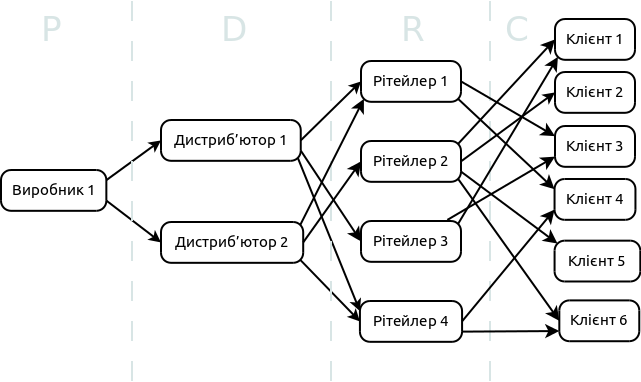 P
D
R
C
Виробник 1
Дистриб’ютор 1
Дистриб’ютор 2
Рітейлер 1
Рітейлер 2
Рітейлер 3
Рітейлер 4
Клієнт 1
Клієнт 2
Клієнт 3
Клієнт 4
Клієнт 5
Клієнт 6